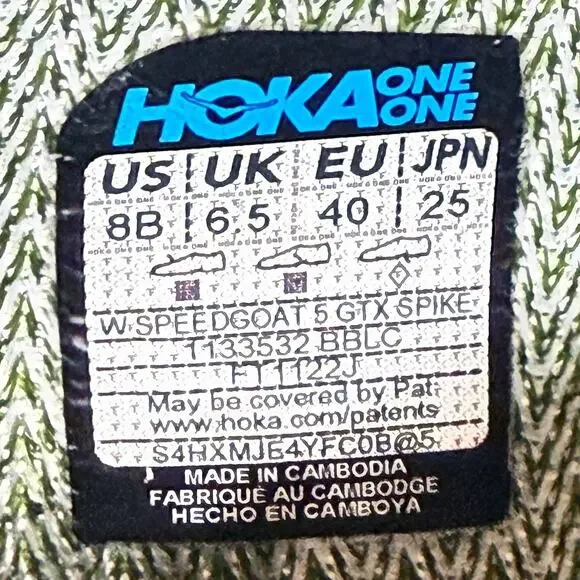 HOKA ONE ONE
US UK EU JPN
8B 6.5 40 25
W SPEEDGOAT 5 GTX SPIKE
1133532 BBLC
May be covered by Pat.
www.hoka.com/patents
S4HXMJE4YFC0B@5
MADE IN CAMBODIA
FABRIQUÉ AU CAMBODGE
HECHO EN CAMBOYA